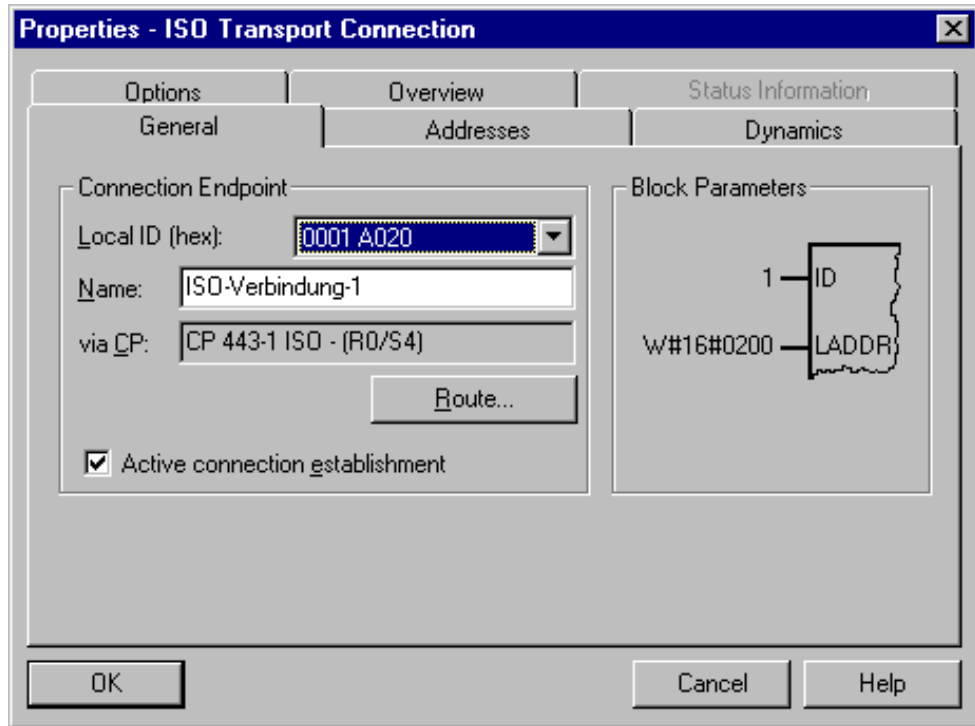 Properties - ISO Transport Connection
Options Overview Status Information
General Addresses Dynamics
Connection Endpoint
Local ID (hex): 0001 A020
Name: ISO-Verbindung-1
via CP: CP 443-1 ISO - (R0/S4)
Route...
Active connection establishment
Block Parameters
1 ID
W#16#0200 LADDR
OK Cancel Help